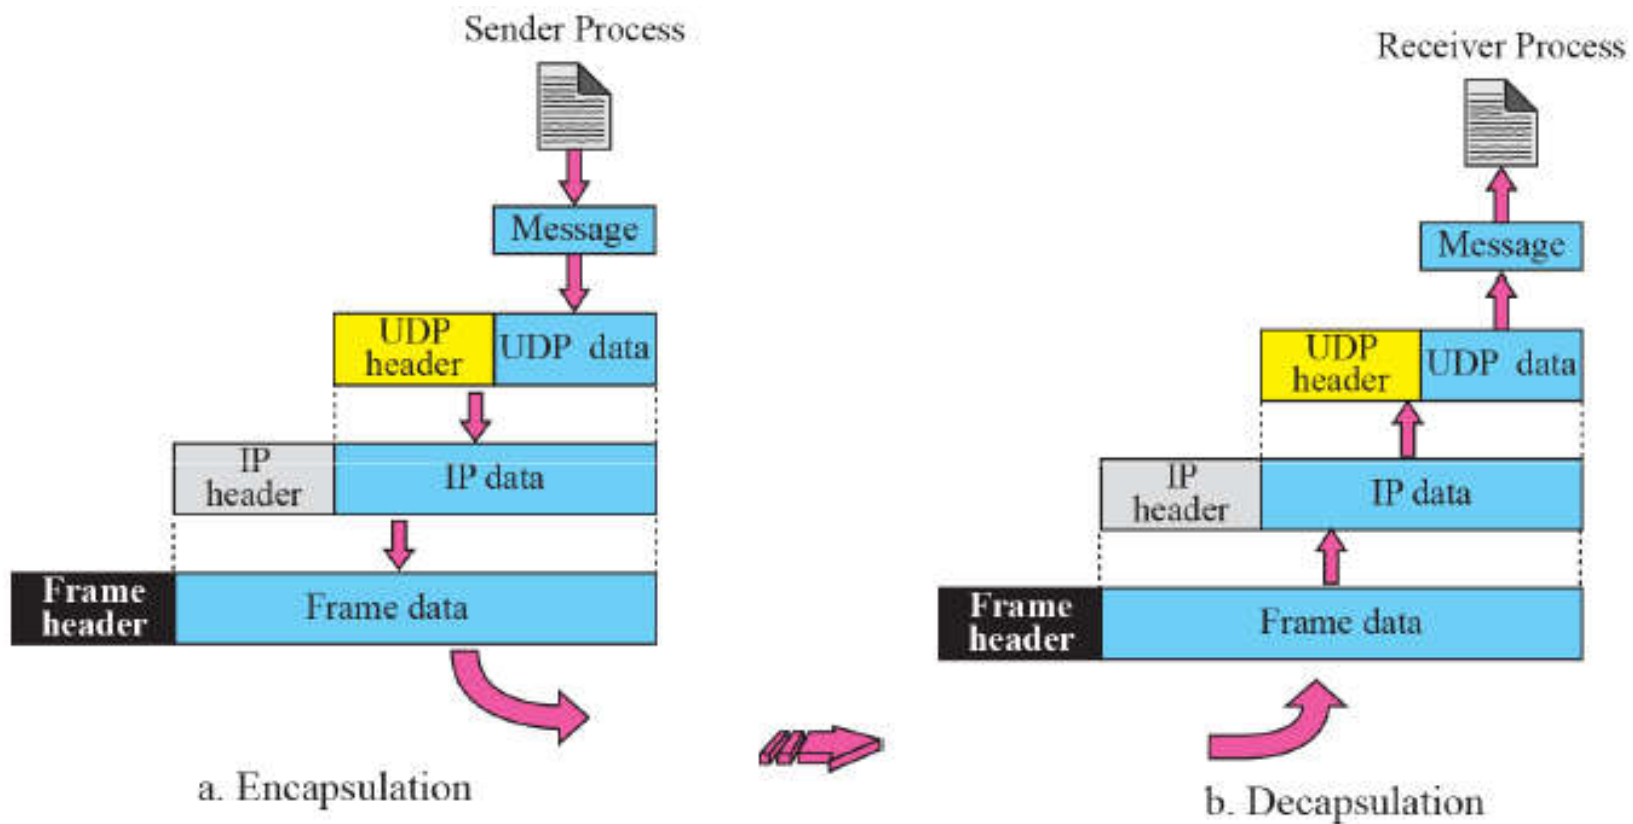 Sender Process
Message
UDP
header
UDP data
IP
header
IP data
Frame
header
Frame data
a. Encapsulation
Receiver Process
Message
UDP
header
UDP data
IP
header
IP data
Frame
header
Frame data
b. Decapsulation